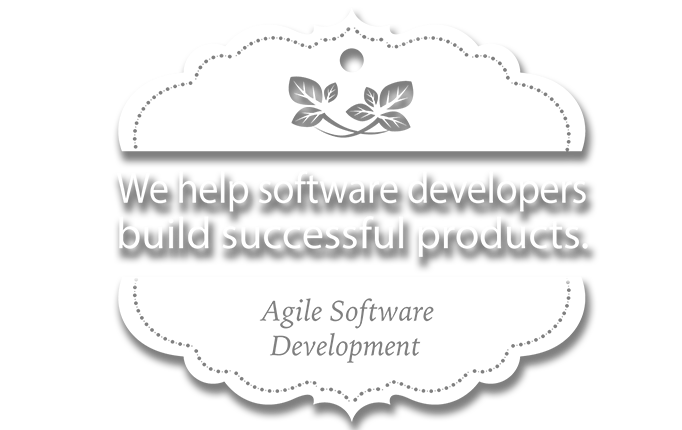 We help software developers
build successful products.
Agile Software
Development